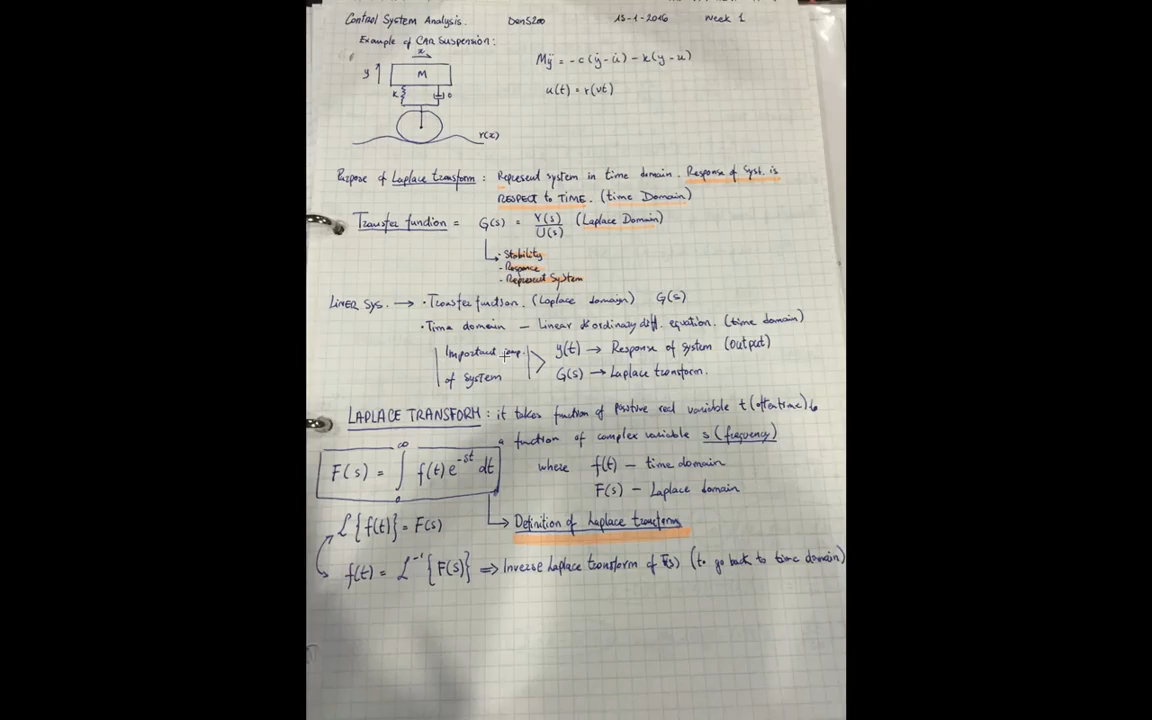 Control System Analysis. Den5200 15-1-2016 Week 1
Example of CAR SUSPENSION:
x
y M
k c
r(x)
Mÿ = -c(ẏ - u̇) - k(y - u)
u(t) = r(vt)
Purpose of Laplace transform: Represent system in time domain. Response of Syst. is
RESPECT to TIME. (time Domain)
Transfer function = G(s) = Y(s)/U(s) (Laplace Domain)
- Stability
- Responce
- Represent System
LINER SYS. → · Transfer function. (Laplace domain) G(s)
· Time domain - Linear & ordinary diff. equation. (time domain)
Important
of system
y(t) → Response of system (output)
G(s) → Laplace transform.
LAPLACE TRANSFORM: it takes function of positive real variable t (often time) to
a function of complex variable s (frequency)
F(s) = ∫₀^∞ f(t) e^-st dt
where f(t) - time domain
F(s) - Laplace domain
ℒ{f(t)} = F(s)
→ Definition of Laplace transform
f(t) = ℒ^-1 {F(s)} ⇒ Inverse Laplace transform of F(s) (to go back to time domain)